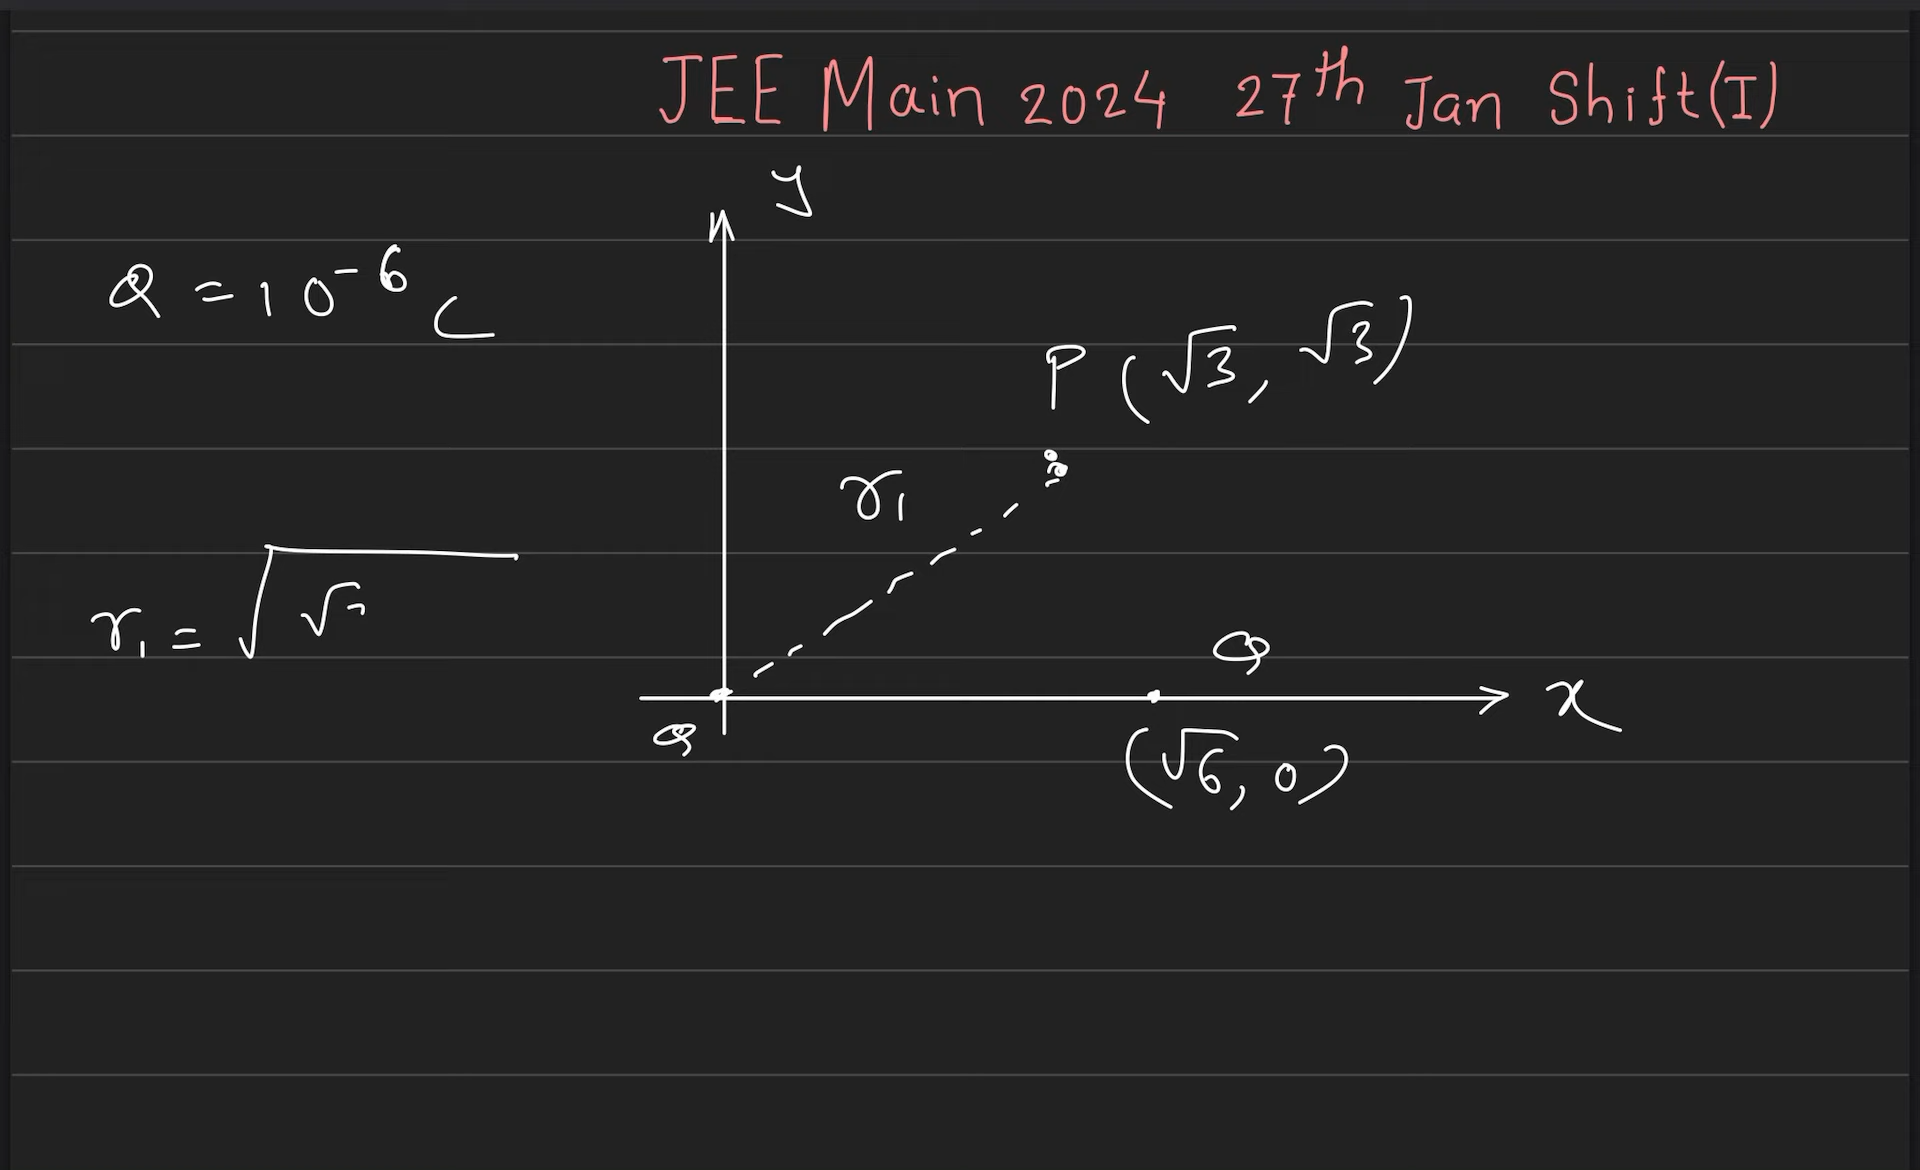 JEE Main 2024 27th Jan Shift(I)
y
Q = 10⁻⁶ C
P (√3, √3)
r₁
r₁ = √√
Q
x
Q
(√6, 0)